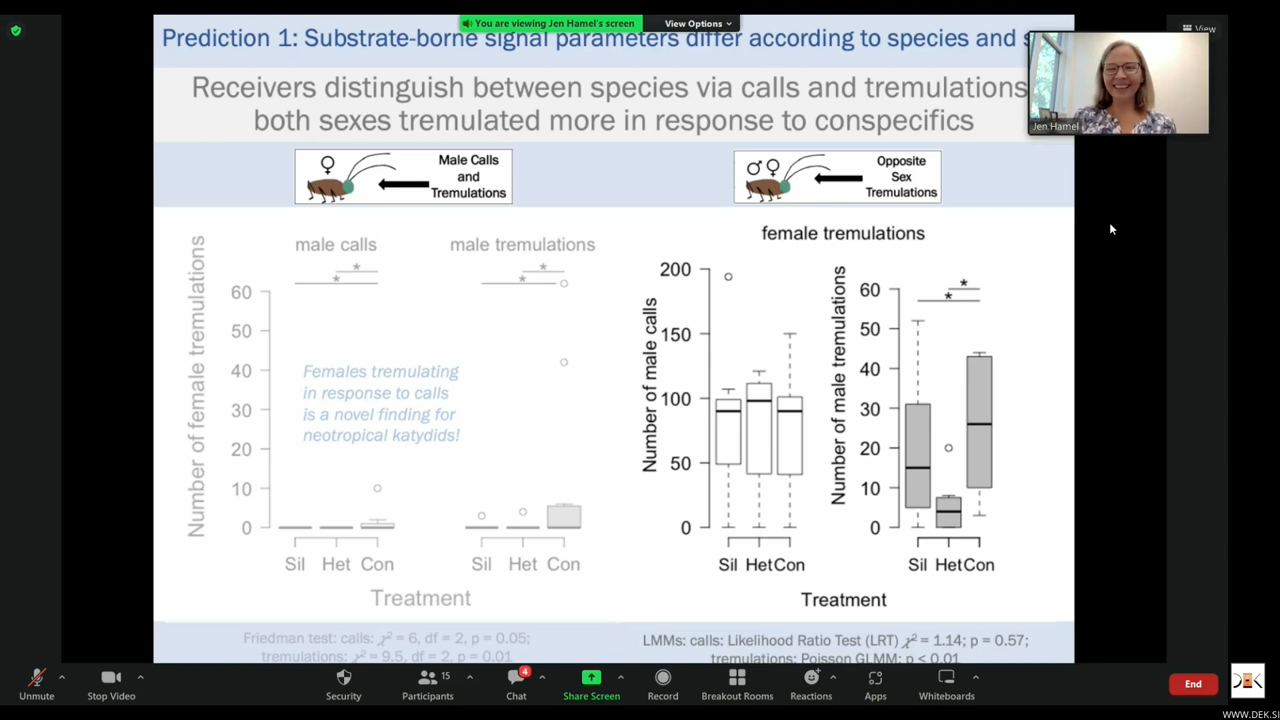 You are viewing Jen Hamel's screen
View Options
View
Prediction 1: Substrate-borne signal parameters differ according to species and
Receivers distinguish between species via calls and tremulations
both sexes tremulated more in response to conspecifics
Jen Hamel
♀
Male Calls
and
Tremulations
♂♀
Opposite
Sex
Tremulations
male calls
male tremulations
female tremulations
Number of female tremulations
60
50
40
30
20
10
0
*
*
*
*
Females tremulating
in response to calls
is a novel finding for
neotropical katydids!
Sil Het Con
Sil Het Con
Treatment
Number of male calls
200
150
100
50
0
Sil Het Con
Number of male tremulations
60
50
40
30
20
10
0
*
*
Sil Het Con
Treatment
Friedman test: calls: χ² = 6, df = 2, p = 0.05;
tremulations: χ² = 9.5, df = 2, p = 0.01
LMMs: calls: Likelihood Ratio Test (LRT) χ² = 1.14; p = 0.57;
tremulations: Poisson GLMM: p < 0.01
Unmute
Stop Video
Security
Participants
15
Chat
4
Share Screen
Record
Breakout Rooms
Reactions
Apps
Whiteboards
End
WWW.DEK.SI